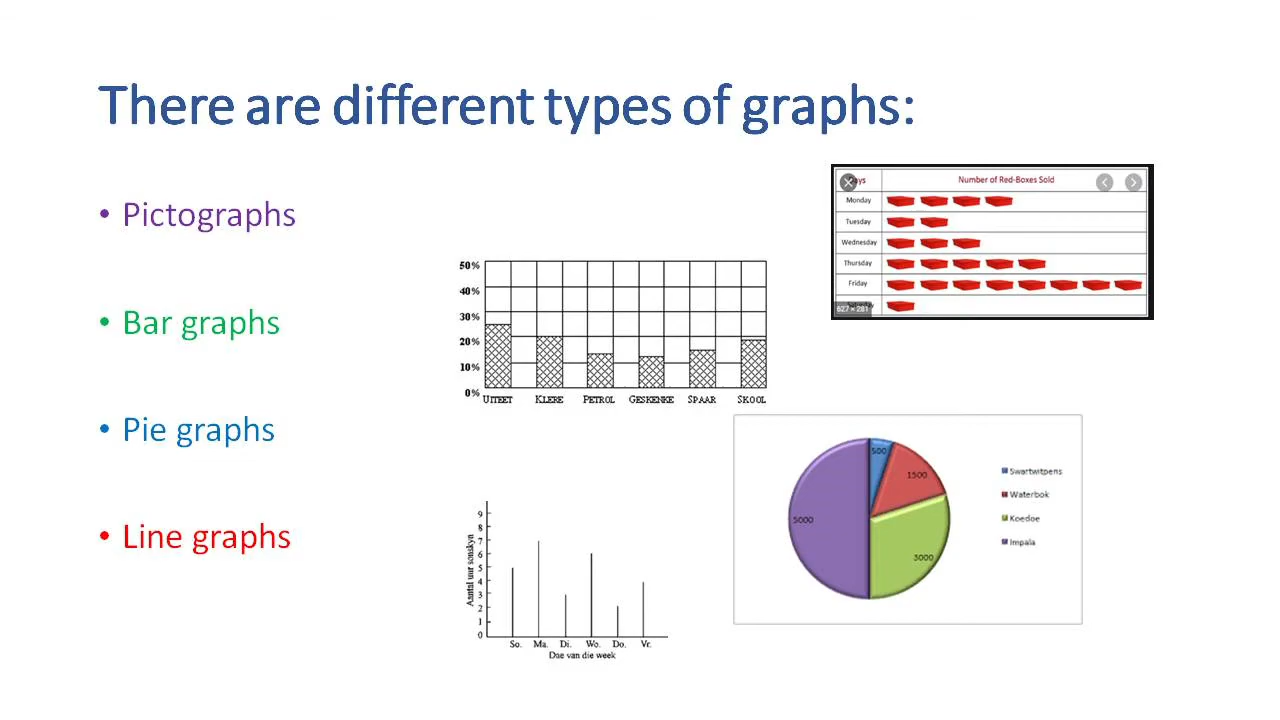 There are different types of graphs:
• Pictographs
• Bar graphs
• Pie graphs
• Line graphs
Number of Red-Boxes Sold
Monday
Tuesday
Wednesday
Thursday
Friday
627 × 281
50%
40%
30%
20%
10%
0%
UITEET KLERE PETROL GESKENKE SPAAR SKOOL
500
1500
3000
5000
Swartwitpens
Waterbok
Koedoe
Impala
Aantal uur sonskyn
9
8
7
6
5
4
3
2
1
0
So. Ma. Di. Wo. Do. Vr.
Dae van die week